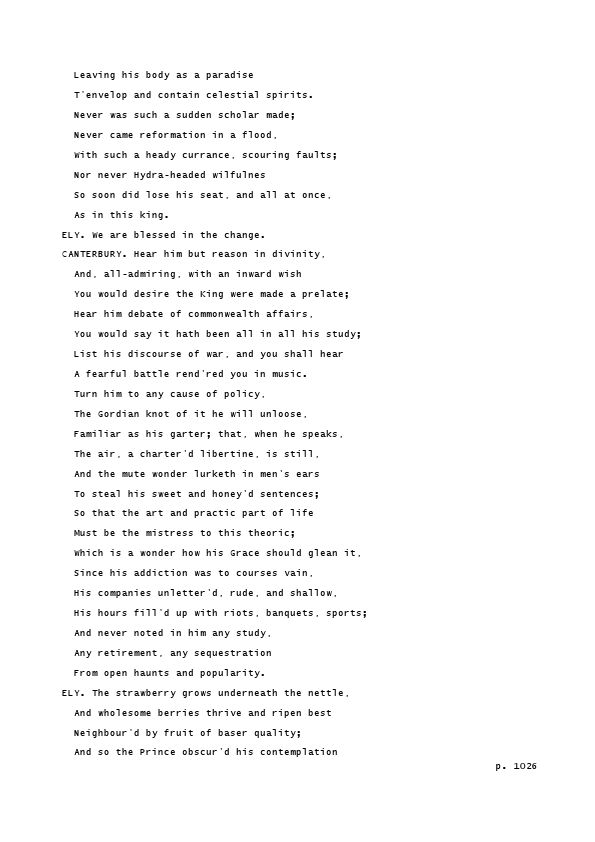 Leaving his body as a paradise
T'envelop and contain celestial spirits.
Never was such a sudden scholar made;
Never came reformation in a flood,
With such a heady currance, scouring faults;
Nor never Hydra-headed wilfulnes
So soon did lose his seat, and all at once,
As in this king.
ELY. We are blessed in the change.
CANTERBURY. Hear him but reason in divinity,
And, all-admiring, with an inward wish
You would desire the King were made a prelate;
Hear him debate of commonwealth affairs,
You would say it hath been all in all his study;
List his discourse of war, and you shall hear
A fearful battle rend'red you in music.
Turn him to any cause of policy,
The Gordian knot of it he will unloose,
Familiar as his garter; that, when he speaks,
The air, a charter'd libertine, is still,
And the mute wonder lurketh in men's ears
To steal his sweet and honey'd sentences;
So that the art and practic part of life
Must be the mistress to this theoric;
Which is a wonder how his Grace should glean it,
Since his addiction was to courses vain,
His companies unletter'd, rude, and shallow,
His hours fill'd up with riots, banquets, sports;
And never noted in him any study,
Any retirement, any sequestration
From open haunts and popularity.
ELY. The strawberry grows underneath the nettle,
And wholesome berries thrive and ripen best
Neighbour'd by fruit of baser quality;
And so the Prince obscur'd his contemplation
p. 1026